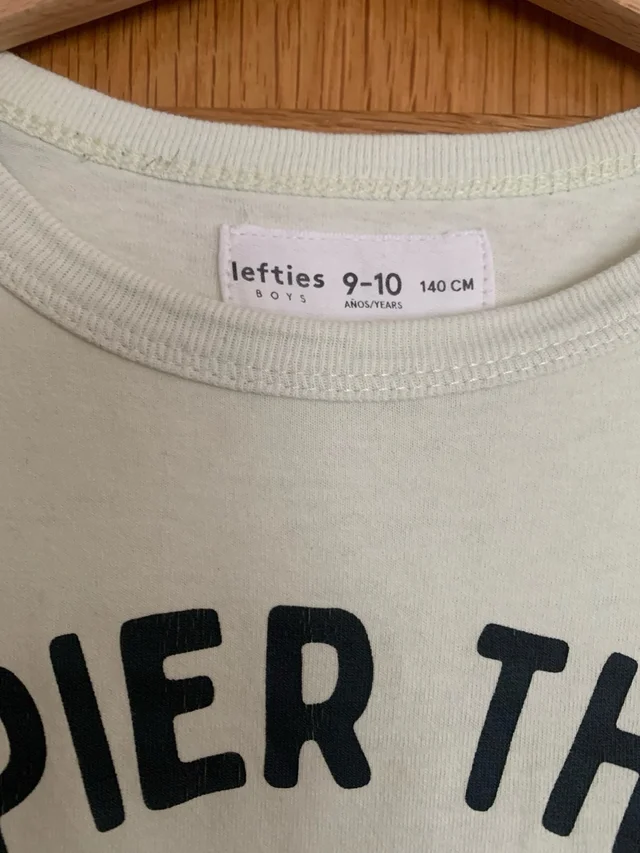 lefties 9-10 140 CM
BOYS AÑOS/YEARS
PIER TH